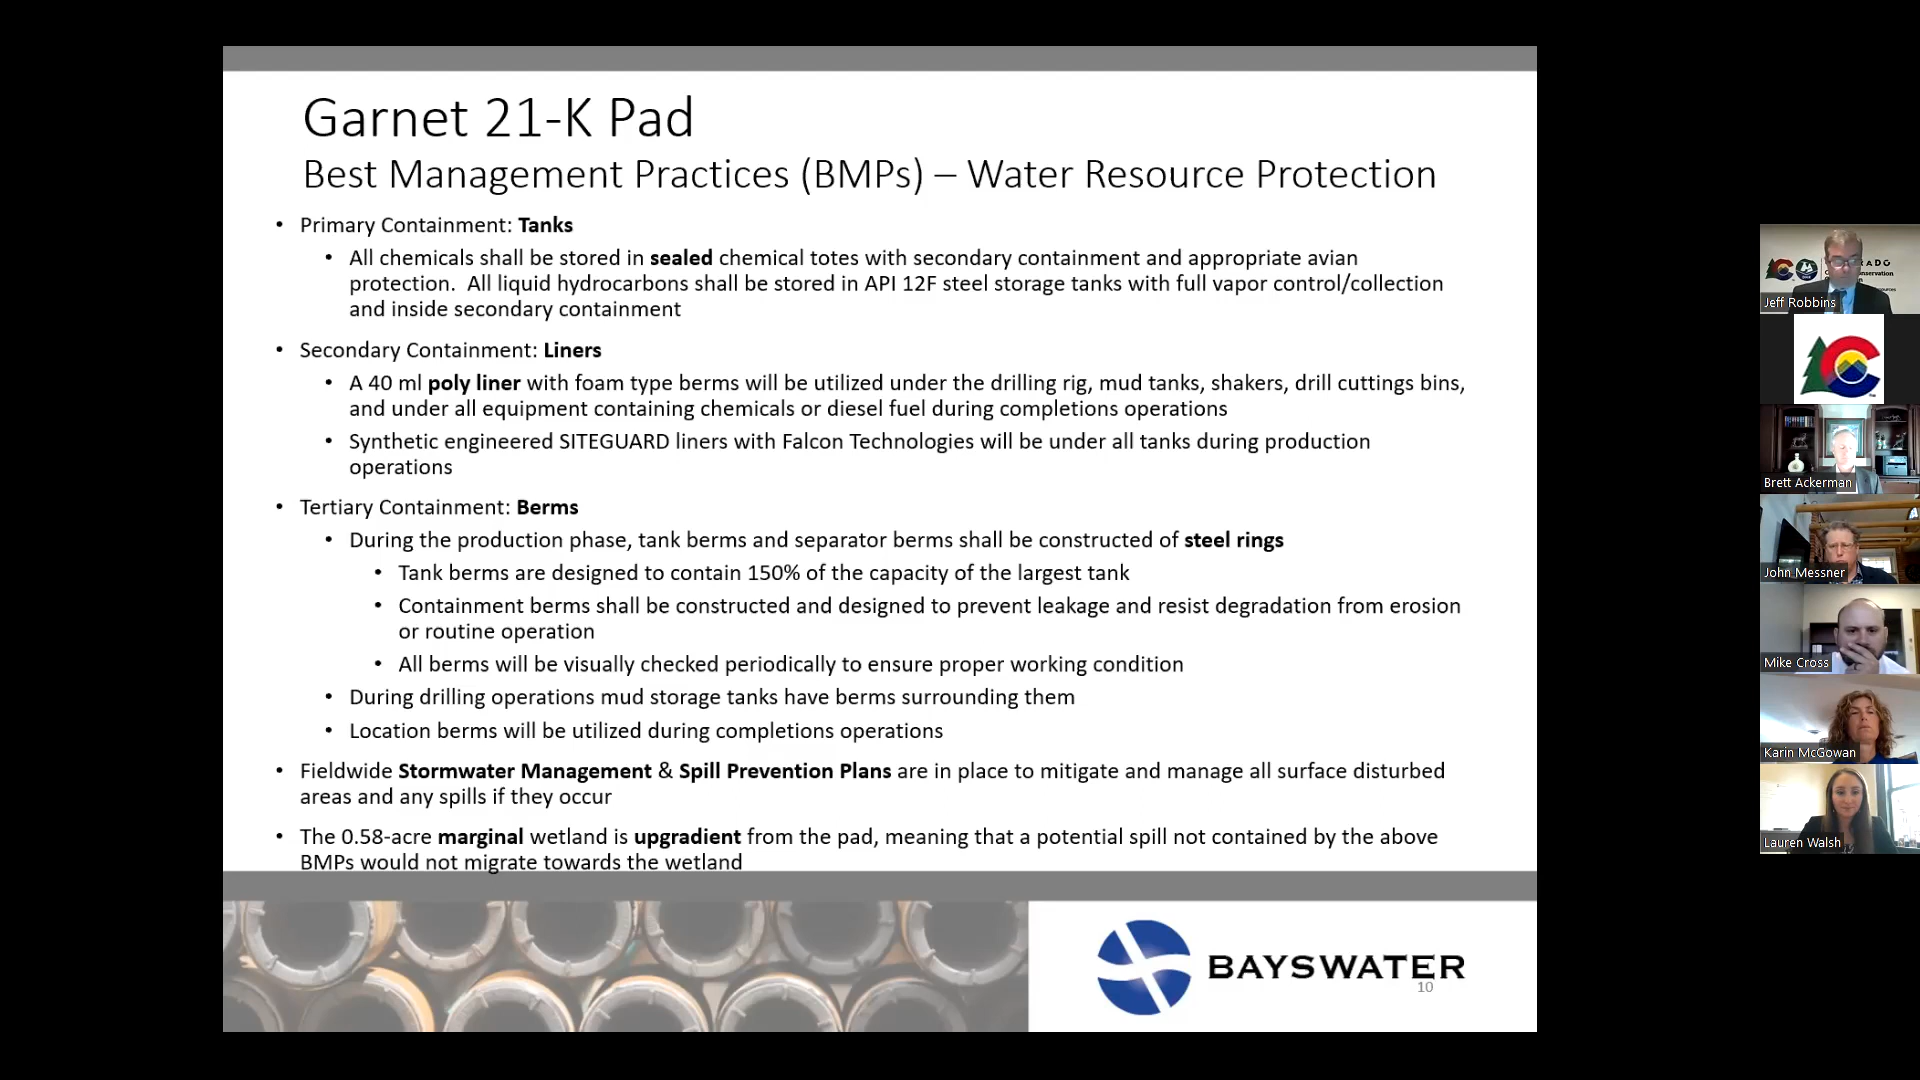 Garnet 21-K Pad
Best Management Practices (BMPs) – Water Resource Protection
• Primary Containment: Tanks
• All chemicals shall be stored in sealed chemical totes with secondary containment and appropriate avian
protection.  All liquid hydrocarbons shall be stored in API 12F steel storage tanks with full vapor control/collection
and inside secondary containment
• Secondary Containment: Liners
• A 40 ml poly liner with foam type berms will be utilized under the drilling rig, mud tanks, shakers, drill cuttings bins,
and under all equipment containing chemicals or diesel fuel during completions operations
• Synthetic engineered SITEGUARD liners with Falcon Technologies will be under all tanks during production
operations
• Tertiary Containment: Berms
• During the production phase, tank berms and separator berms shall be constructed of steel rings
• Tank berms are designed to contain 150% of the capacity of the largest tank
• Containment berms shall be constructed and designed to prevent leakage and resist degradation from erosion
or routine operation
• All berms will be visually checked periodically to ensure proper working condition
• During drilling operations mud storage tanks have berms surrounding them
• Location berms will be utilized during completions operations
• Fieldwide Stormwater Management & Spill Prevention Plans are in place to mitigate and manage all surface disturbed
areas and any spills if they occur
• The 0.58-acre marginal wetland is upgradient from the pad, meaning that a potential spill not contained by the above
BMPs would not migrate towards the wetland
BAYSWATER
10
Jeff Robbins
Brett Ackerman
John Messner
Mike Cross
Karin McGowan
Lauren Walsh